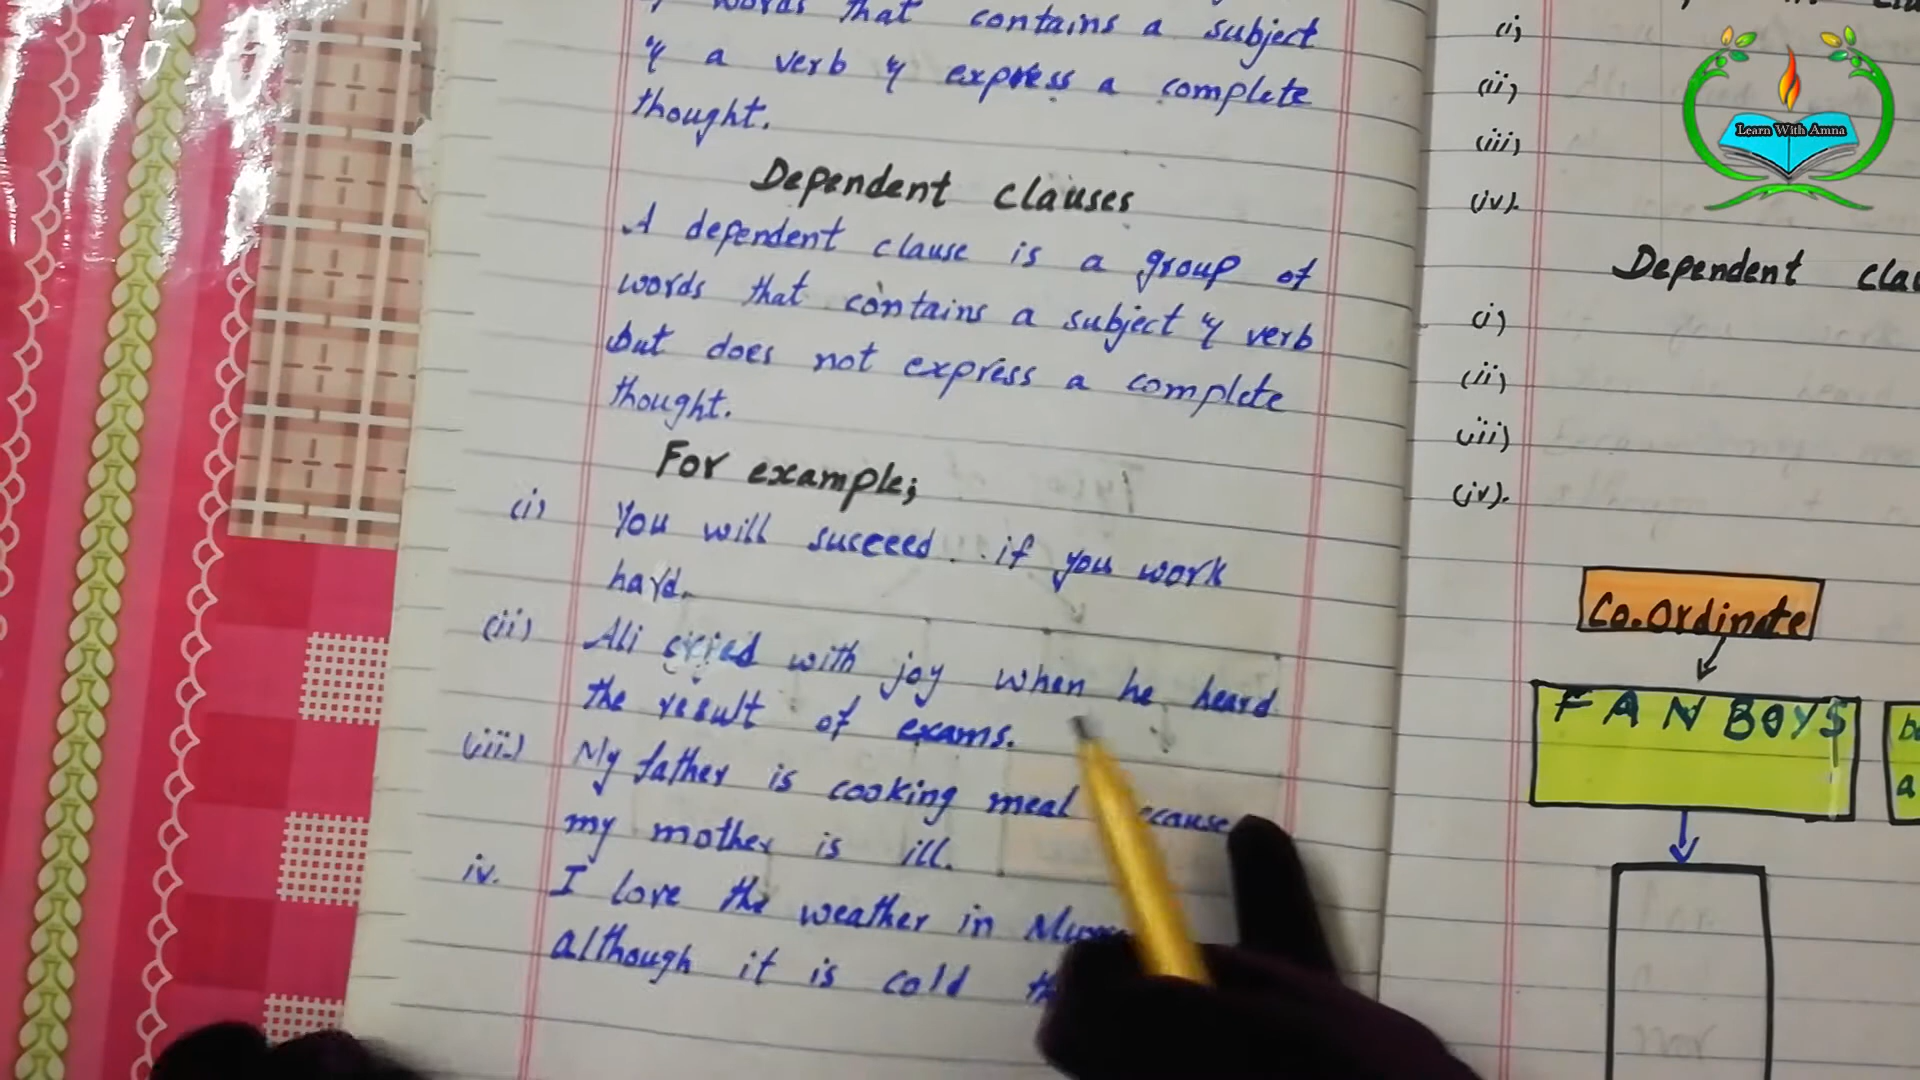 words that contains a subject
& a verb & express a complete
thought.
Dependent clauses
A dependent clause is a group of
words that contains a subject & verb
but does not express a complete
thought.
For example;
(i) You will succeed if you work
hard.
(ii) Ali cried with joy when he heard
the result of exams.
(iii) My father is cooking meal because
my mother is ill.
iv. I love the weather in
although it is cold
(i)
(ii)
(iii)
(iv).
Dependent
(i)
(ii)
(iii)
(iv).
Co.Ordinate
F A N B O Y S
Learn With Amna